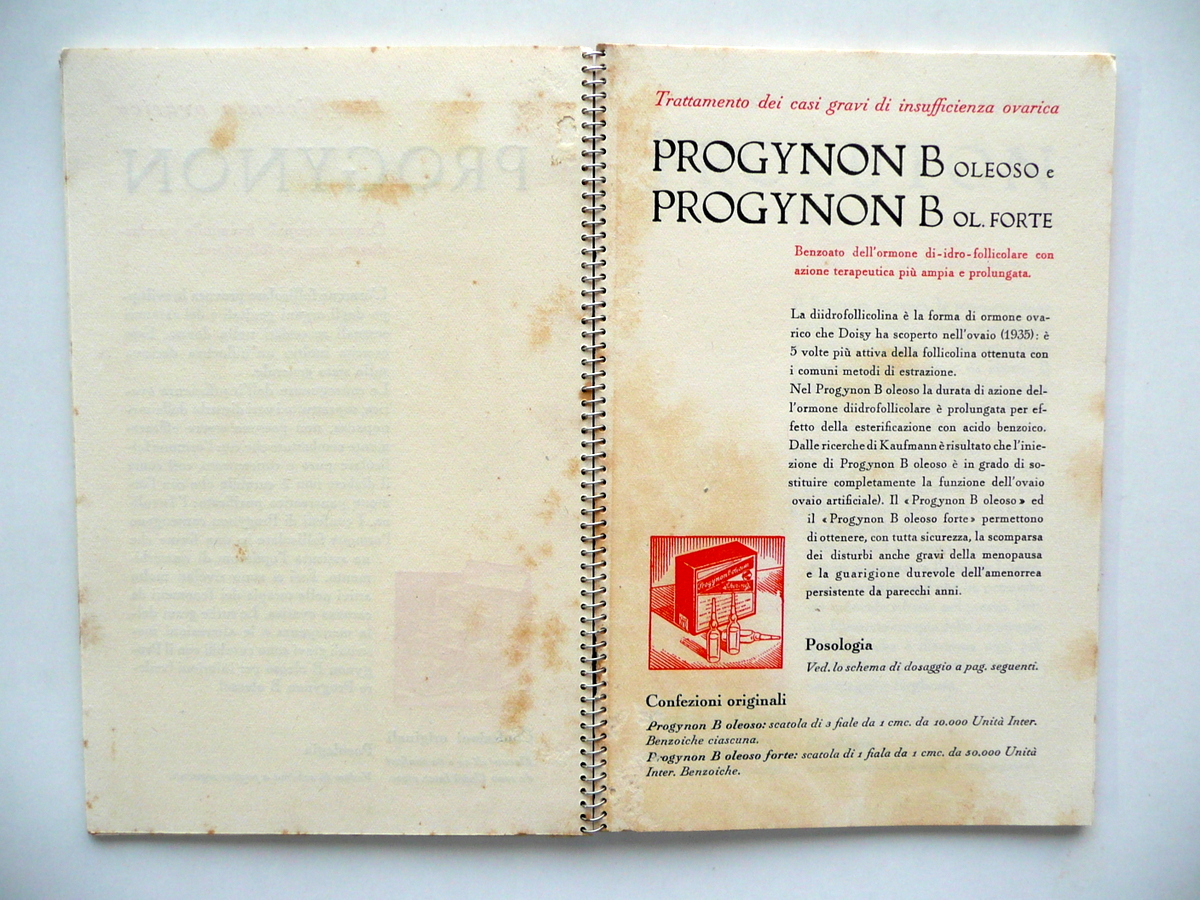 Trattamento dei casi gravi di insufficienza ovarica
PROGYNON B OLEOSO e
PROGYNON B OL. FORTE
Benzoato dell'ormone di-idro-follicolare con
azione terapeutica più ampia e prolungata.
La diidrofollicolina è la forma di ormone ova-
rico che Doisy ha scoperto nell'ovaio (1935): è
5 volte più attiva della follicolina ottenuta con
i comuni metodi di estrazione.
Nel Progynon B oleoso la durata di azione del-
l'ormone diidrofollicolare è prolungata per ef-
fetto della esterificazione con acido benzoico.
Dalle ricerche di Kaufmann è risultato che l'inie-
zione di Progynon B oleoso è in grado di so-
stituire completamente la funzione dell'ovaio
ovaio artificiale). Il «Progynon B oleoso» ed
il «Progynon B oleoso forte» permettono
di ottenere, con tutta sicurezza, la scomparsa
dei disturbi anche gravi della menopausa
e la guarigione durevole dell'amenorrea
persistente da parecchi anni.
Posologia
Ved. lo schema di dosaggio a pag. seguenti.
Confezioni originali
Progynon B oleoso: scatola di 3 fiale da 1 cmc. da 10.000 Unità Inter.
Benzoiche ciascuna.
Progynon B oleoso forte: scatola di 1 fiala da 1 cmc. da 50.000 Unità
Inter. Benzoiche.